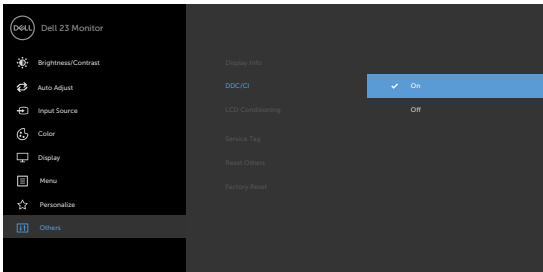 DELL
Dell 23 Monitor
Brightness/Contrast
Auto Adjust
Input Source
Color
Display
Menu
Personalize
Others
Display Info
DDC/CI
LCD Conditioning
Service Tag
Reset Others
Factory Reset
On
Off